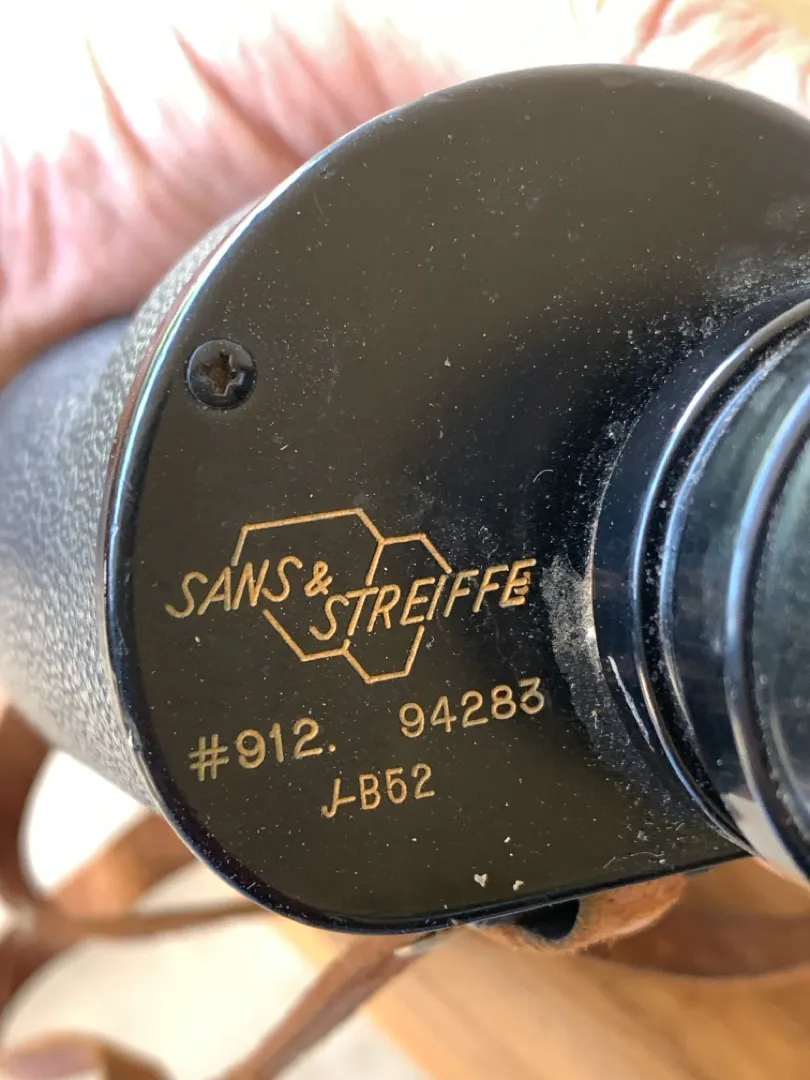 SANS & STREIFFE
#912. 94283
J-B52